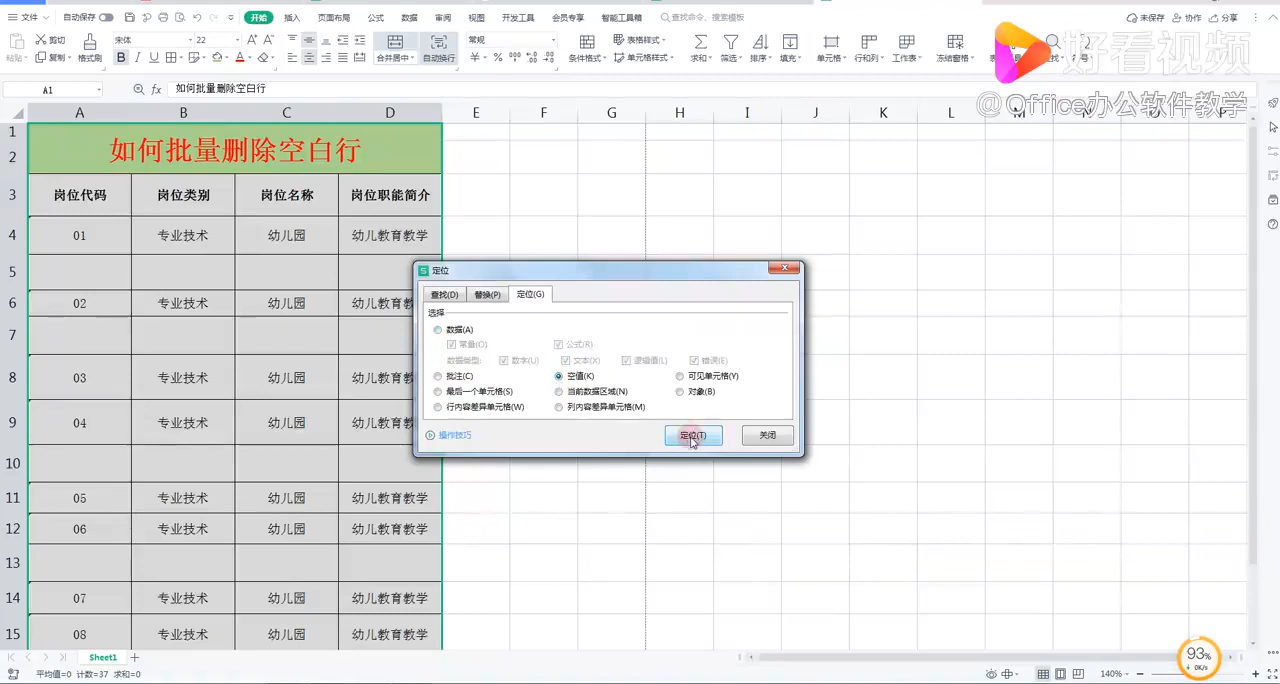 文件 自动保存 开始 插入 页面布局 公式 数据 审阅 视图 开发工具 会员专享 智能工具箱 查找命令、搜索模板 未保存 协作 分享
剪切 宋体 22 常规 表格样式
粘贴 复制 格式刷 B I U A 合并居中 自动换行 条件格式 单元格样式 求和 筛选 排序 填充 单元格 行和列 工作表 冻结窗格
好看视频
A1 fx 如何批量删除空白行
@Office办公软件教学
A B C D E F G H I J K L M
1
2 如何批量删除空白行
3 岗位代码 岗位类别 岗位名称 岗位职能简介
4 01 专业技术 幼儿园 幼儿教育教学
5
6 02 专业技术 幼儿园
7
8 03 专业技术 幼儿园
9 04 专业技术 幼儿园
10
11 05 专业技术 幼儿园 幼儿教育教学
12 06 专业技术 幼儿园 幼儿教育教学
13
14 07 专业技术 幼儿园 幼儿教育教学
15 08 专业技术 幼儿园 幼儿教育教学
定位
查找(D) 替换(P) 定位(G)
选择
数据(A)
常量(O) 公式(R)
数据类型: 数字(U) 文本(X) 逻辑值(L) 错误(E)
批注(C) 空值(K) 可见单元格(Y)
最后一个单元格(S) 当前数据区域(N) 对象(B)
行内容差异单元格(W) 列内容差异单元格(M)
操作技巧 定位(T) 关闭
Sheet1
平均值=0 计数=37 求和=0 140%
93%
0K/s